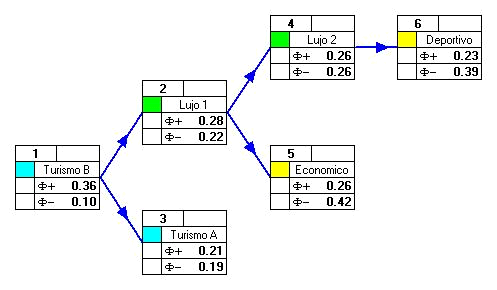 1
Turismo B
Φ+ 0.36
Φ− 0.10
2
Lujo 1
Φ+ 0.28
Φ− 0.22
3
Turismo A
Φ+ 0.21
Φ− 0.19
4
Lujo 2
Φ+ 0.26
Φ− 0.26
5
Economico
Φ+ 0.26
Φ− 0.42
6
Deportivo
Φ+ 0.23
Φ− 0.39